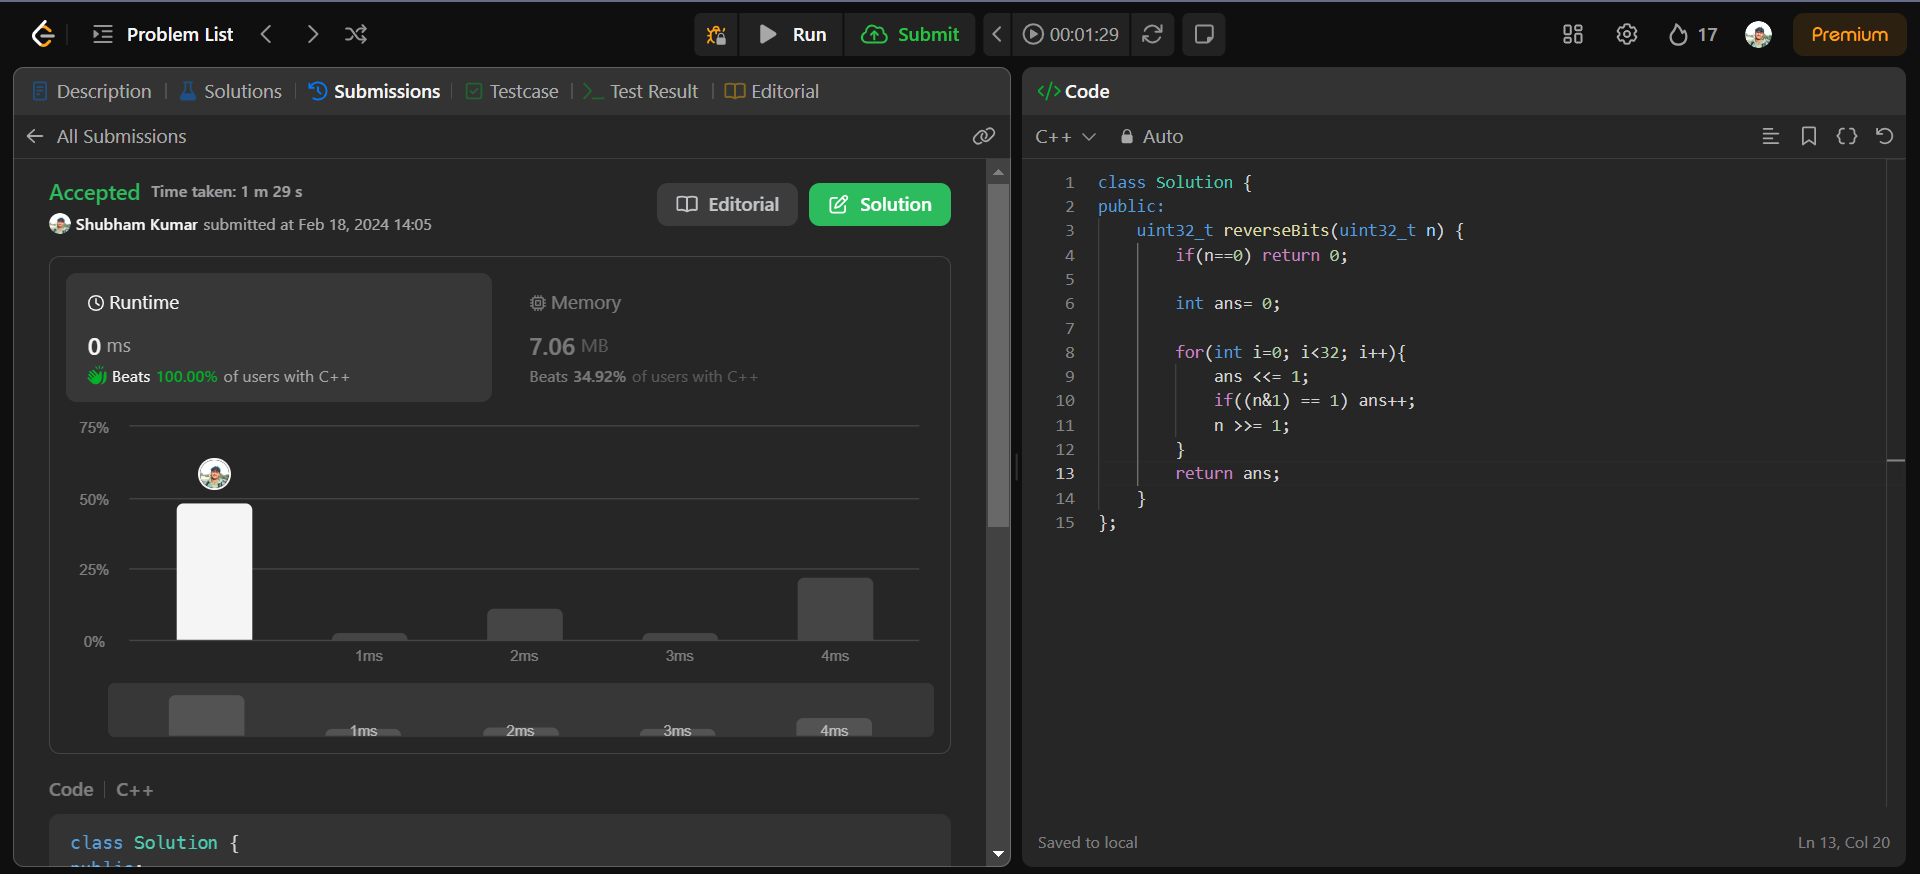 Problem List
Run
Submit
00:01:29
17
Premium
Description
Solutions
Submissions
Testcase
Test Result
Editorial
All Submissions
Accepted Time taken: 1 m 29 s
Shubham Kumar submitted at Feb 18, 2024 14:05
Editorial
Solution
Runtime
0 ms
Beats 100.00% of users with C++
Memory
7.06 MB
Beats 34.92% of users with C++
75%
50%
25%
0%
1ms
2ms
3ms
4ms
1ms
2ms
3ms
4ms
Code
C++
class Solution {
public:
</> Code
C++
Auto
1 class Solution {
2 public:
3 uint32_t reverseBits(uint32_t n) {
4 if(n==0) return 0;
5
6 int ans= 0;
7
8 for(int i=0; i<32; i++){
9 ans <<= 1;
10 if((n&1) == 1) ans++;
11 n >>= 1;
12 }
13 return ans;
14 }
15 };
Saved to local
Ln 13, Col 20